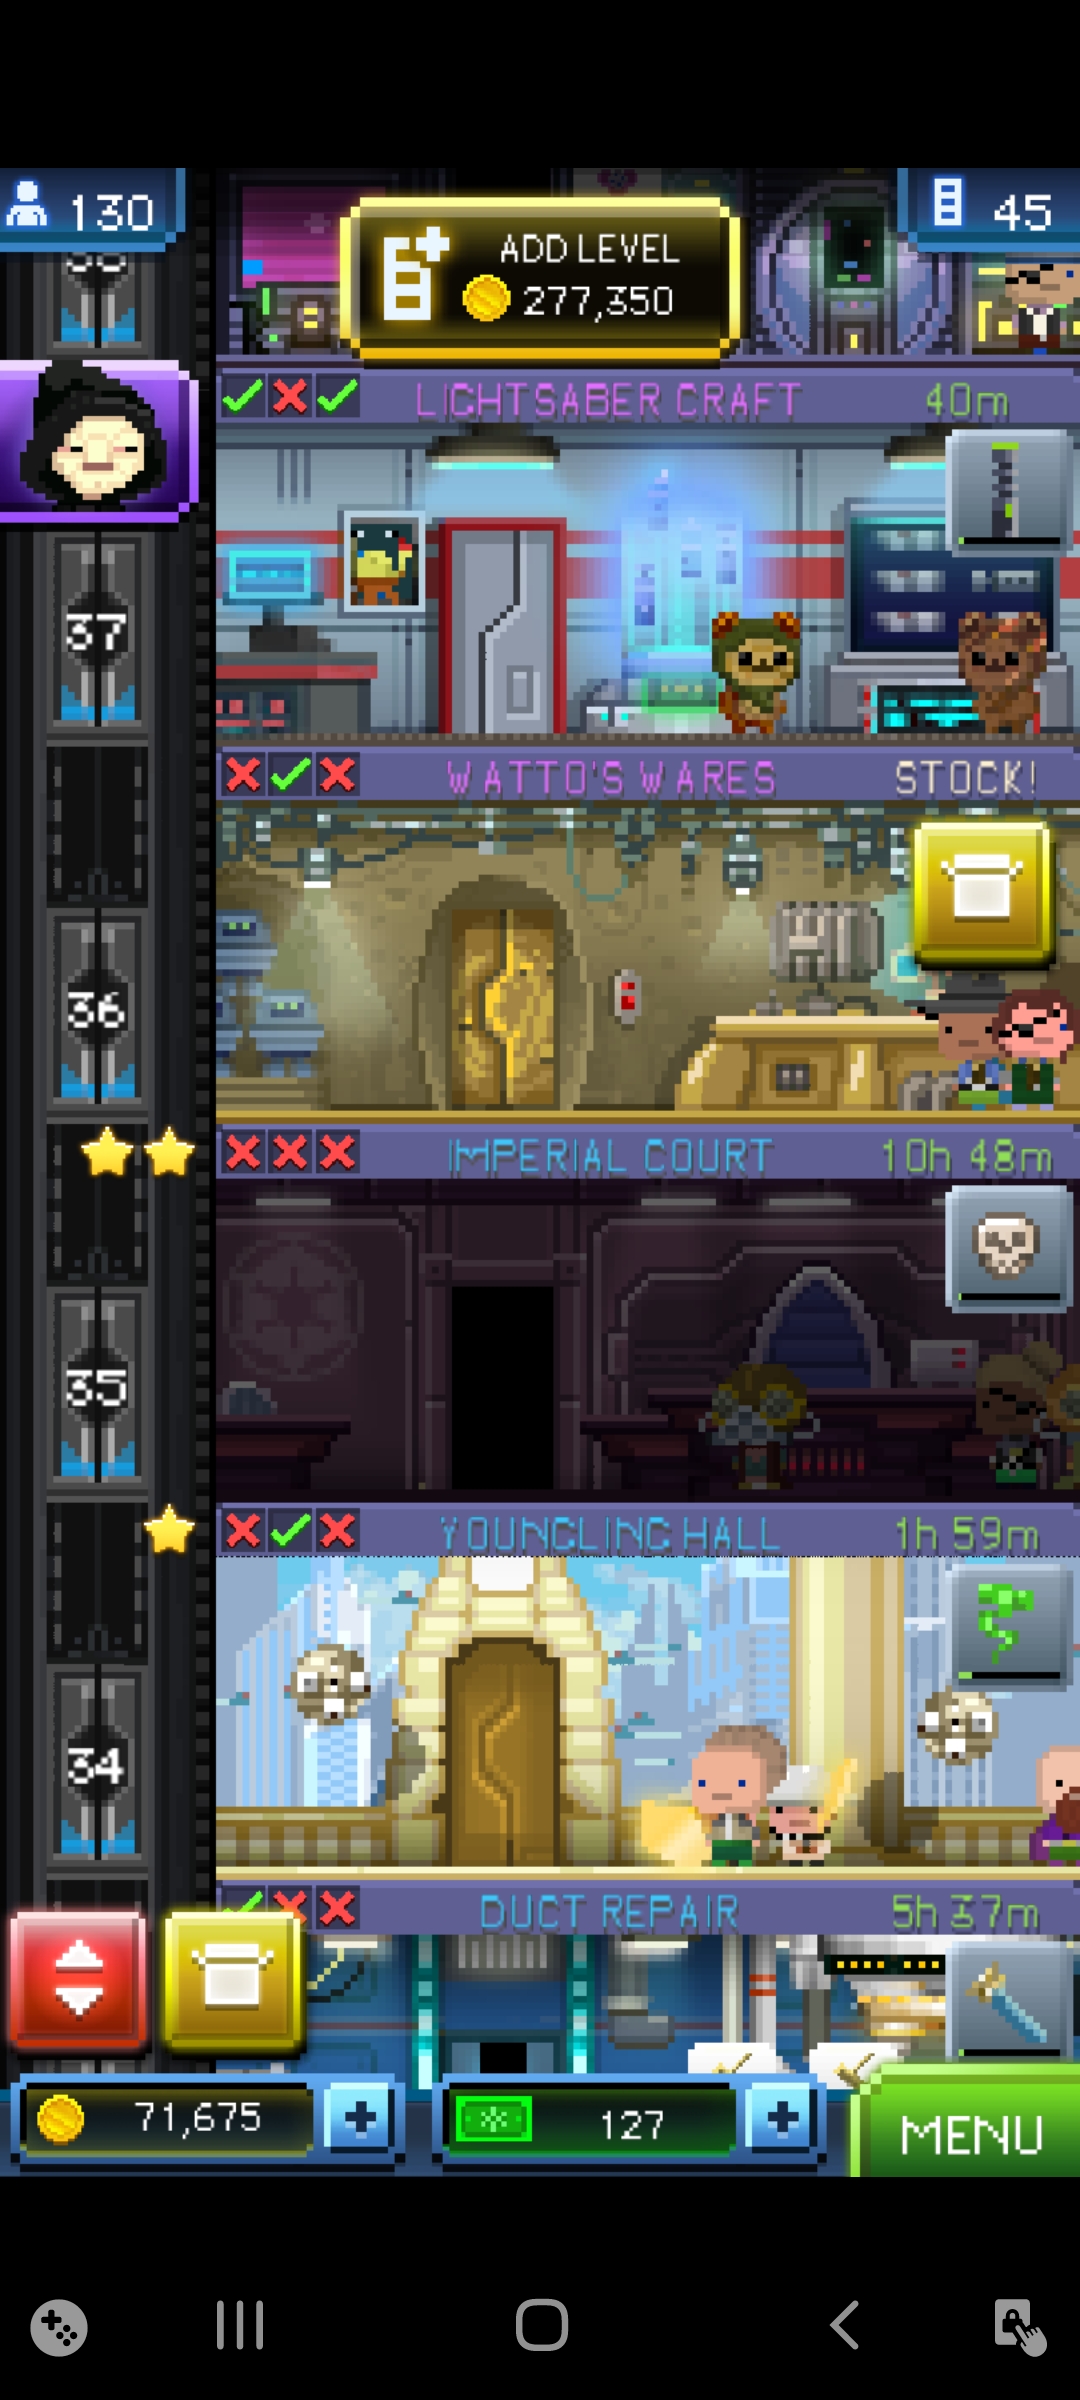 130
45
ADD LEVEL
277,350
LIGHTSABER CRAFT 40m
37
WATTO'S WARES STOCK!
36
IMPERIAL COURT 10h 48m
35
YOUNGLING HALL 1h 59m
34
DUCT REPAIR 5h 37m
71,675
127
MENU